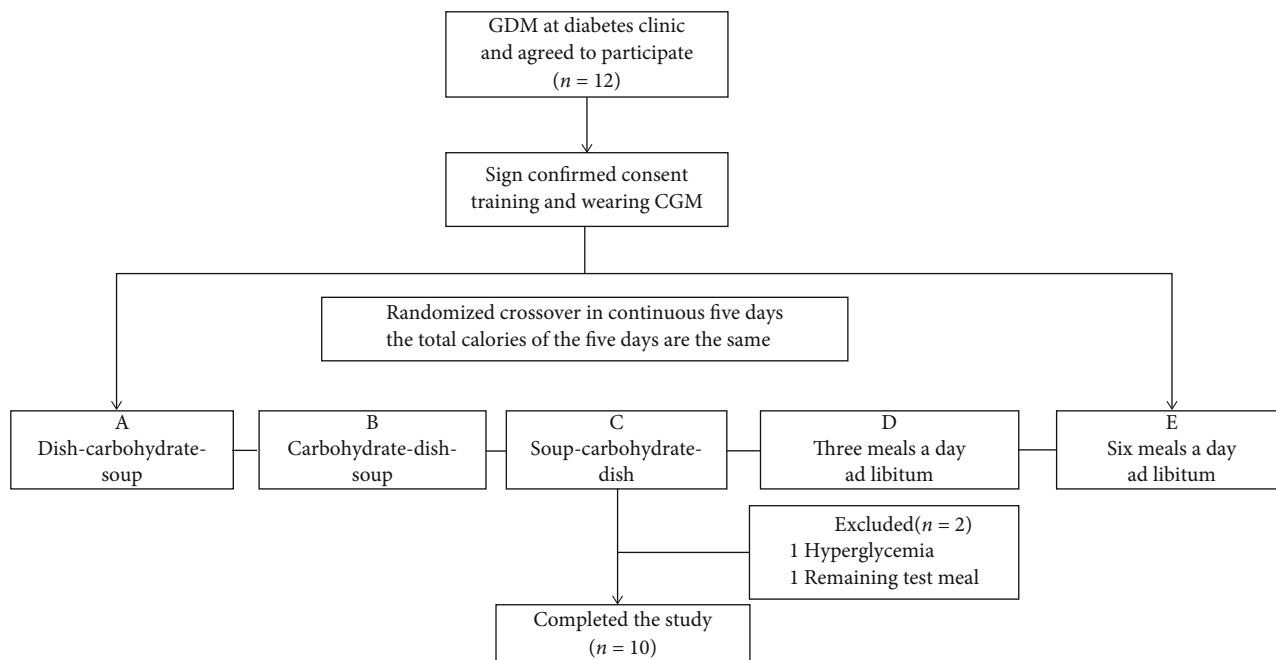 GDM at diabetes clinic
and agreed to participate
(n = 12)
Sign confirmed consent
training and wearing CGM
Randomized crossover in continuous five days
the total calories of the five days are the same
A
Dish-carbohydrate-
soup
B
Carbohydrate-dish-
soup
C
Soup-carbohydrate-
dish
D
Three meals a day
ad libitum
E
Six meals a day
ad libitum
Excluded(n = 2)
1 Hyperglycemia
1 Remaining test meal
Completed the study
(n = 10)